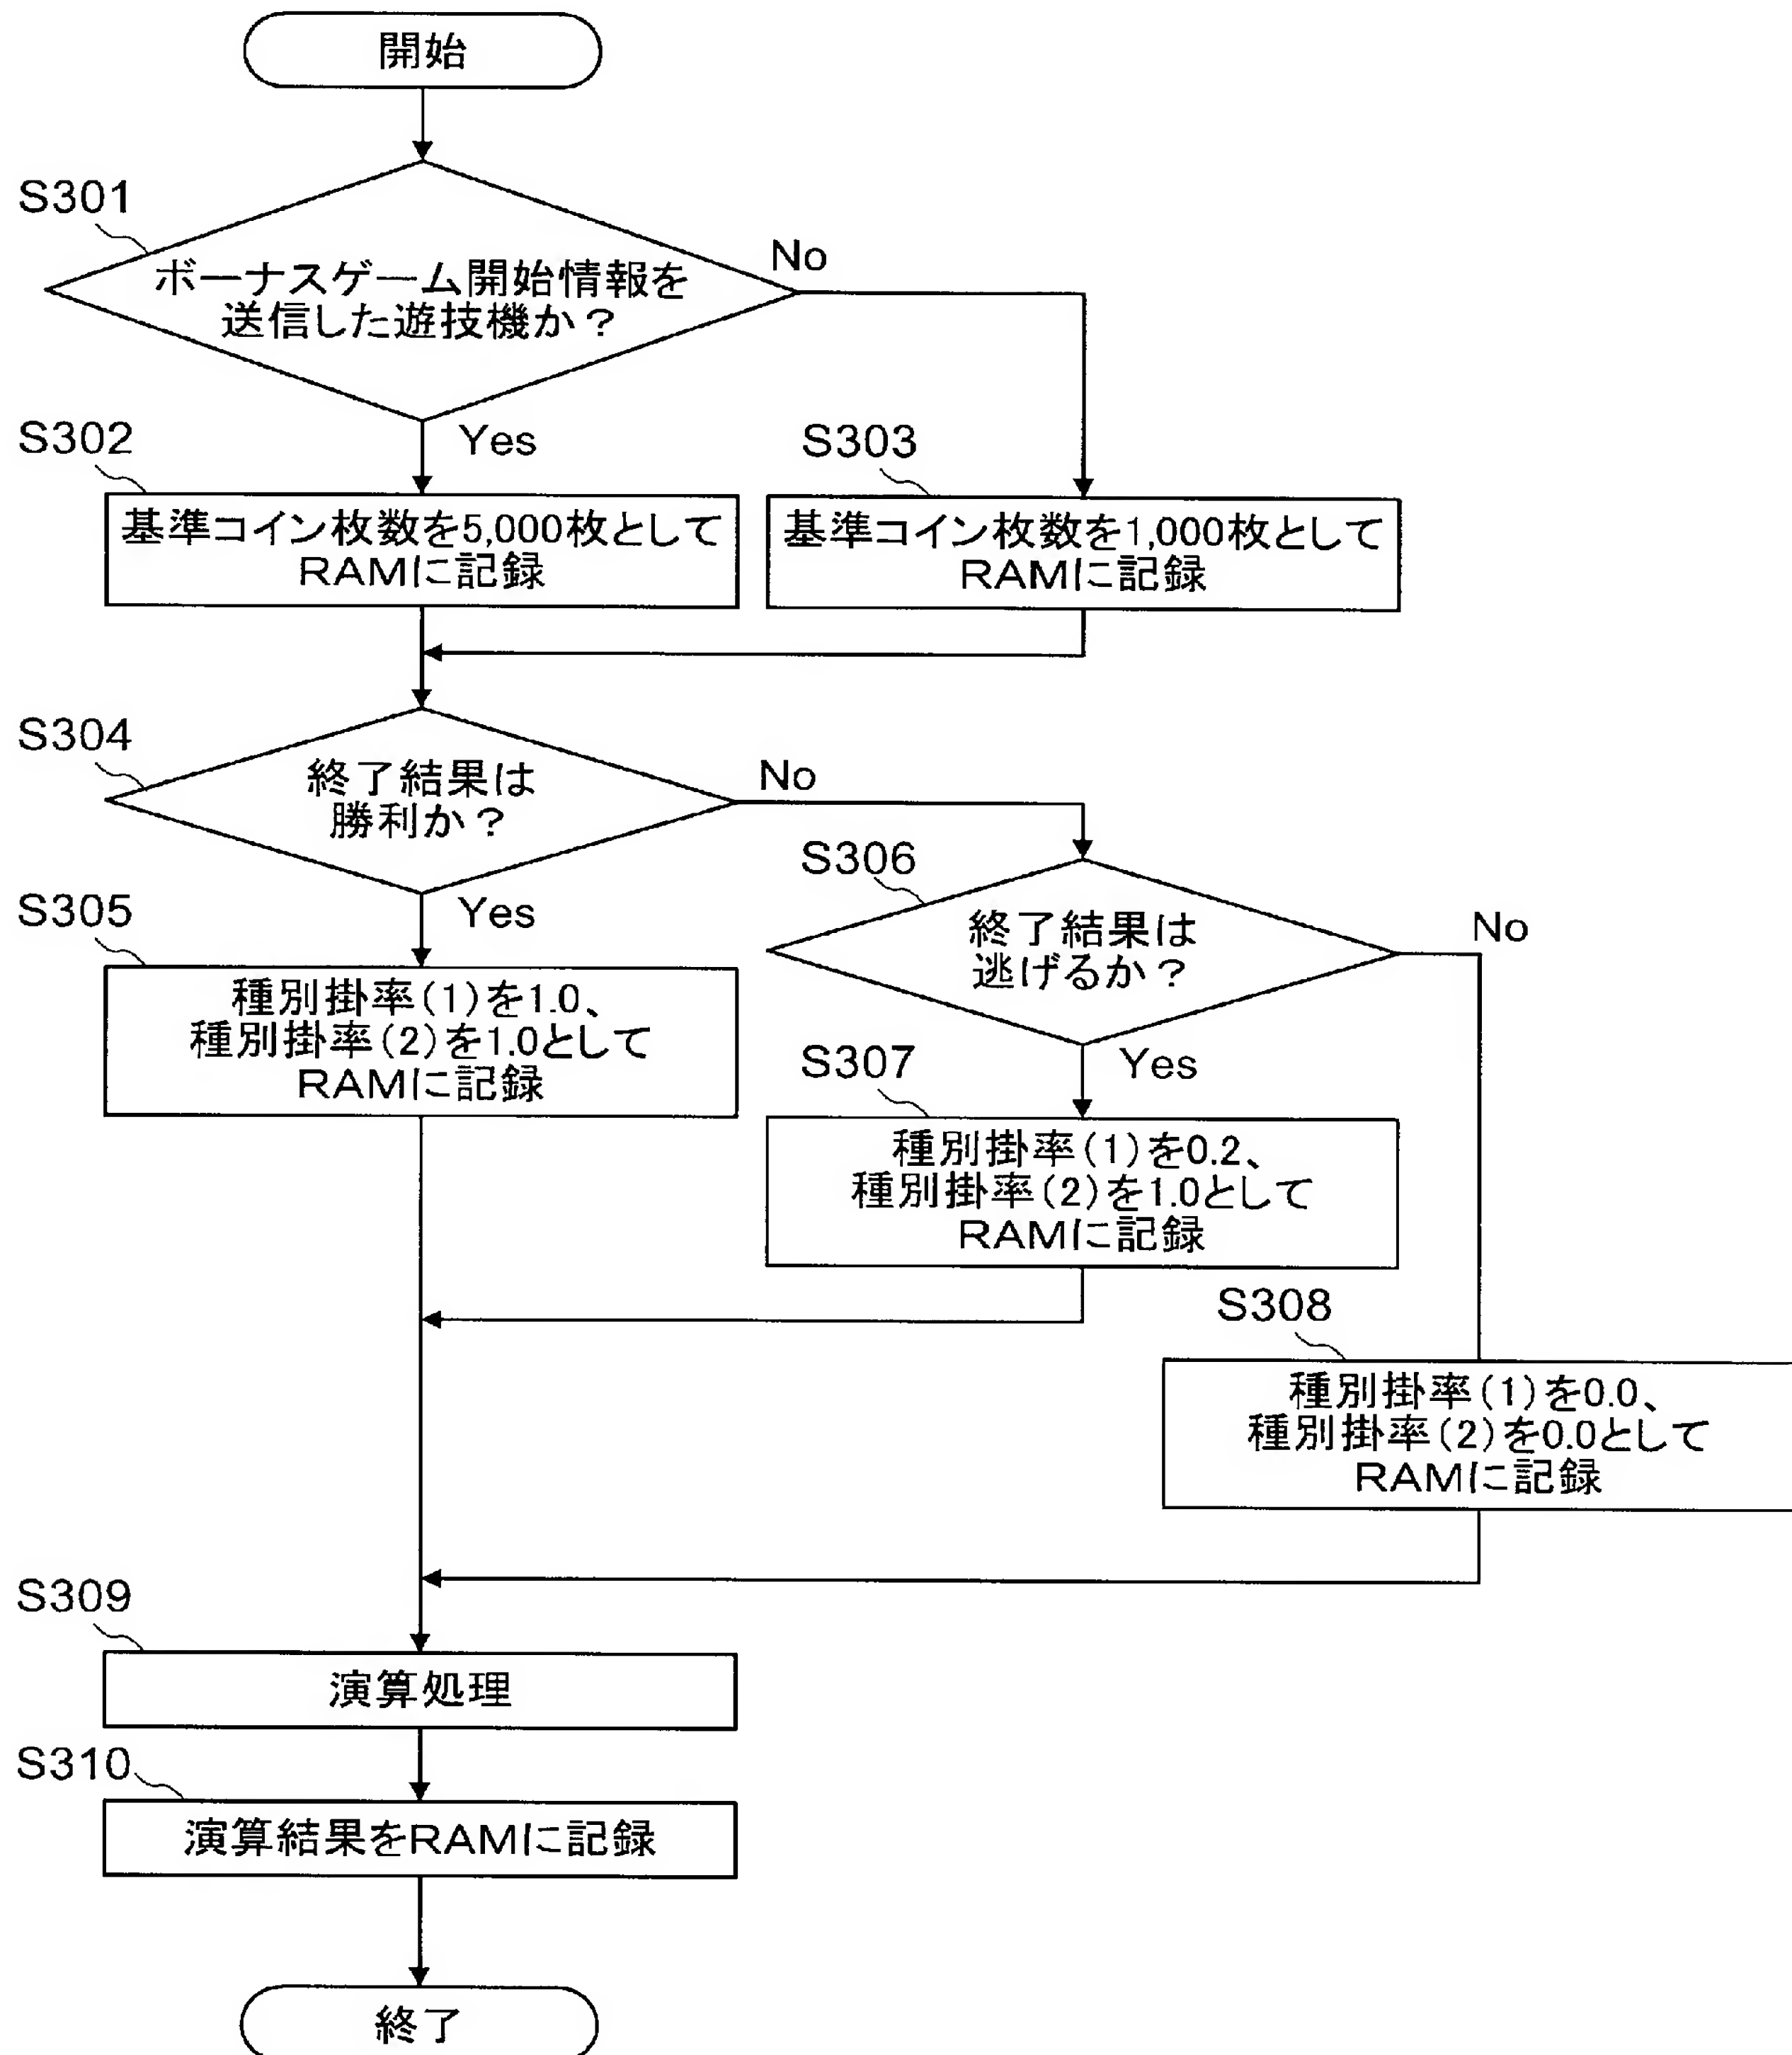 開始
S301
ボーナスゲーム開始情報を
送信した遊技機か？
No
Yes
S302
基準コイン枚数を5,000枚として
RAMに記録
S303
基準コイン枚数を1,000枚として
RAMに記録
S304
終了結果は
勝利か？
No
Yes
S305
種別掛率(1)を1.0、
種別掛率(2)を1.0として
RAMに記録
S306
終了結果は
逃げるか？
No
Yes
S307
種別掛率(1)を0.2、
種別掛率(2)を1.0として
RAMに記録
S308
種別掛率(1)を0.0、
種別掛率(2)を0.0として
RAMに記録
S309
演算処理
S310
演算結果をRAMに記録
終了